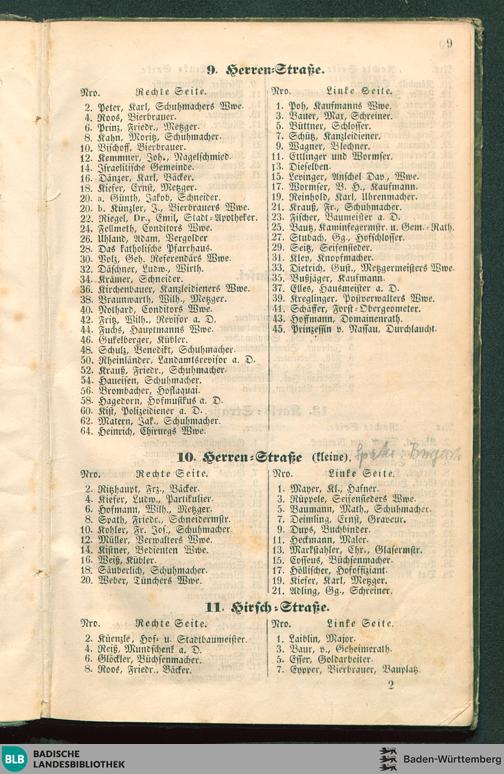 9
9. Herren-Straße.
Nro. Rechte Seite.
2. Peter, Karl, Schuhmachers Wwe.
4. Roos, Bierbrauer.
6. Prinz, Friedr., Metzger.
8. Kahn, Moritz, Schuhmacher.
10. Bischoff, Bierbrauer.
12. Kemmner, Joh., Nagelschmied.
14. Israelitische Gemeinde.
16. Dänzer, Karl, Bäcker.
18. Kiefer, Ernst, Metzger.
20. a. Günth, Jakob, Schneider.
20. b. Künzler, J., Bierbrauers Wwe.
22. Riegel, Dr., Emil, Stadt-Apotheker.
24. Fellmeth, Conditors Wwe.
26. Uhland, Adam, Vergolder
28. Das katholische Pfarrhaus.
30. Volz, Geh. Referendärs Wwe.
32. Däschner, Ludw., Wirth.
34. Krämer, Schneider.
36. Kirchenbauer, Kanzleidieners Wwe.
38. Braunwarth, Wilh., Metzger.
40. Nothard, Conditors Wwe.
42. Fritz, Wilh., Revisor a. D.
44. Fuchs, Hauptmanns Wwe.
46. Gukelberger, Kübler.
48. Schulz, Benedikt, Schuhmacher.
50. Rheinländer, Landamtsrevisor a. D.
52. Krauß, Friedr., Schuhmacher.
54. Haueisen, Schuhmacher.
56. Brombacher, Hoflaquai.
58. Hagedorn, Hofmusikus a. D.
60. Kist, Polizeidiener a. D.
62. Matern, Jak., Schuhmacher.
64. Heinrich, Chirurgs Wwe.
Nro. Linke Seite.
1. Poh, Kaufmanns Wwe.
3. Bauer, Max, Schreiner.
5. Büttner, Schlosser.
7. Schütz, Kanzleidiener.
9. Wagner, Blechner.
11. Ettlinger und Wormser.
13. Dieselben.
15. Levinger, Anschel Dav., Wwe.
17. Wormser, B. H., Kaufmann.
19. Reinhold, Karl, Uhrenmacher.
21. Krauß, Fr., Schuhmacher.
23. Fischer, Baumeister a. D.
25. Bautz, Kaminfegermstr. u. Gem.-Rath.
27. Stubach, Gg., Hofschlosser.
29. Seitz, Seifensieder.
31. Kley, Knopfmacher.
33. Dietrich, Gust., Metzgermeisters Wwe.
35. Bußjäger, Kaufmann.
37. Elles, Hausmeister a. D.
39. Kreglinger, Postverwalters Wwe.
41. Schäffer, Forst-Obergeometer.
43. Hoffmann, Domainenrath.
45. Prinzessin v. Nassau, Durchlaucht.
10. Herren-Straße (kleine).
Nro. Rechte Seite.
2. Ritzhaupt, Frz., Bäcker.
4. Kiefer, Ludw., Partikulier.
6. Hofmann, Wilh., Metzger.
8. Spath, Friedr., Schneidermstr.
10. Kohler, Fr. Jos., Schuhmacher.
12. Müller, Verwalters Wwe.
14. Kistner, Bedienten Wwe.
16. Weiß, Kübler.
18. Säuberlich, Schuhmacher.
20. Weber, Tünchers Wwe.
Nro. Linke Seite.
1. Mayer, Kl., Hafner.
3. Rüppele, Seifensieders Wwe.
5. Baumann, Math., Schuhmacher.
7. Deimling, Ernst, Graveur.
9. Dups, Buchbinder.
11. Heckmann, Maler.
13. Markstahler, Chr., Glasermstr.
15. Cosseus, Büchsenmacher.
17. Höllischer, Hofoffiziant.
19. Kiefer, Karl, Metzger.
21. Adling, Gg., Schreiner.
11. Hirsch-Straße.
Nro. Rechte Seite.
2. Küenzle, Hof- u. Stadtbaumeister.
4. Reiß, Mundschenk a. D.
6. Glöckler, Büchsenmacher.
8. Roos, Friedr., Bäcker.
Nro. Linke Seite.
1. Laiblin, Major.
3. Baur, v., Geheimerath.
5. Esser, Goldarbeiter.
7. Eypper, Bierbrauer, Bauplatz.
2
BLB BADISCHE
LANDESBIBLIOTHEK
Baden-Württemberg